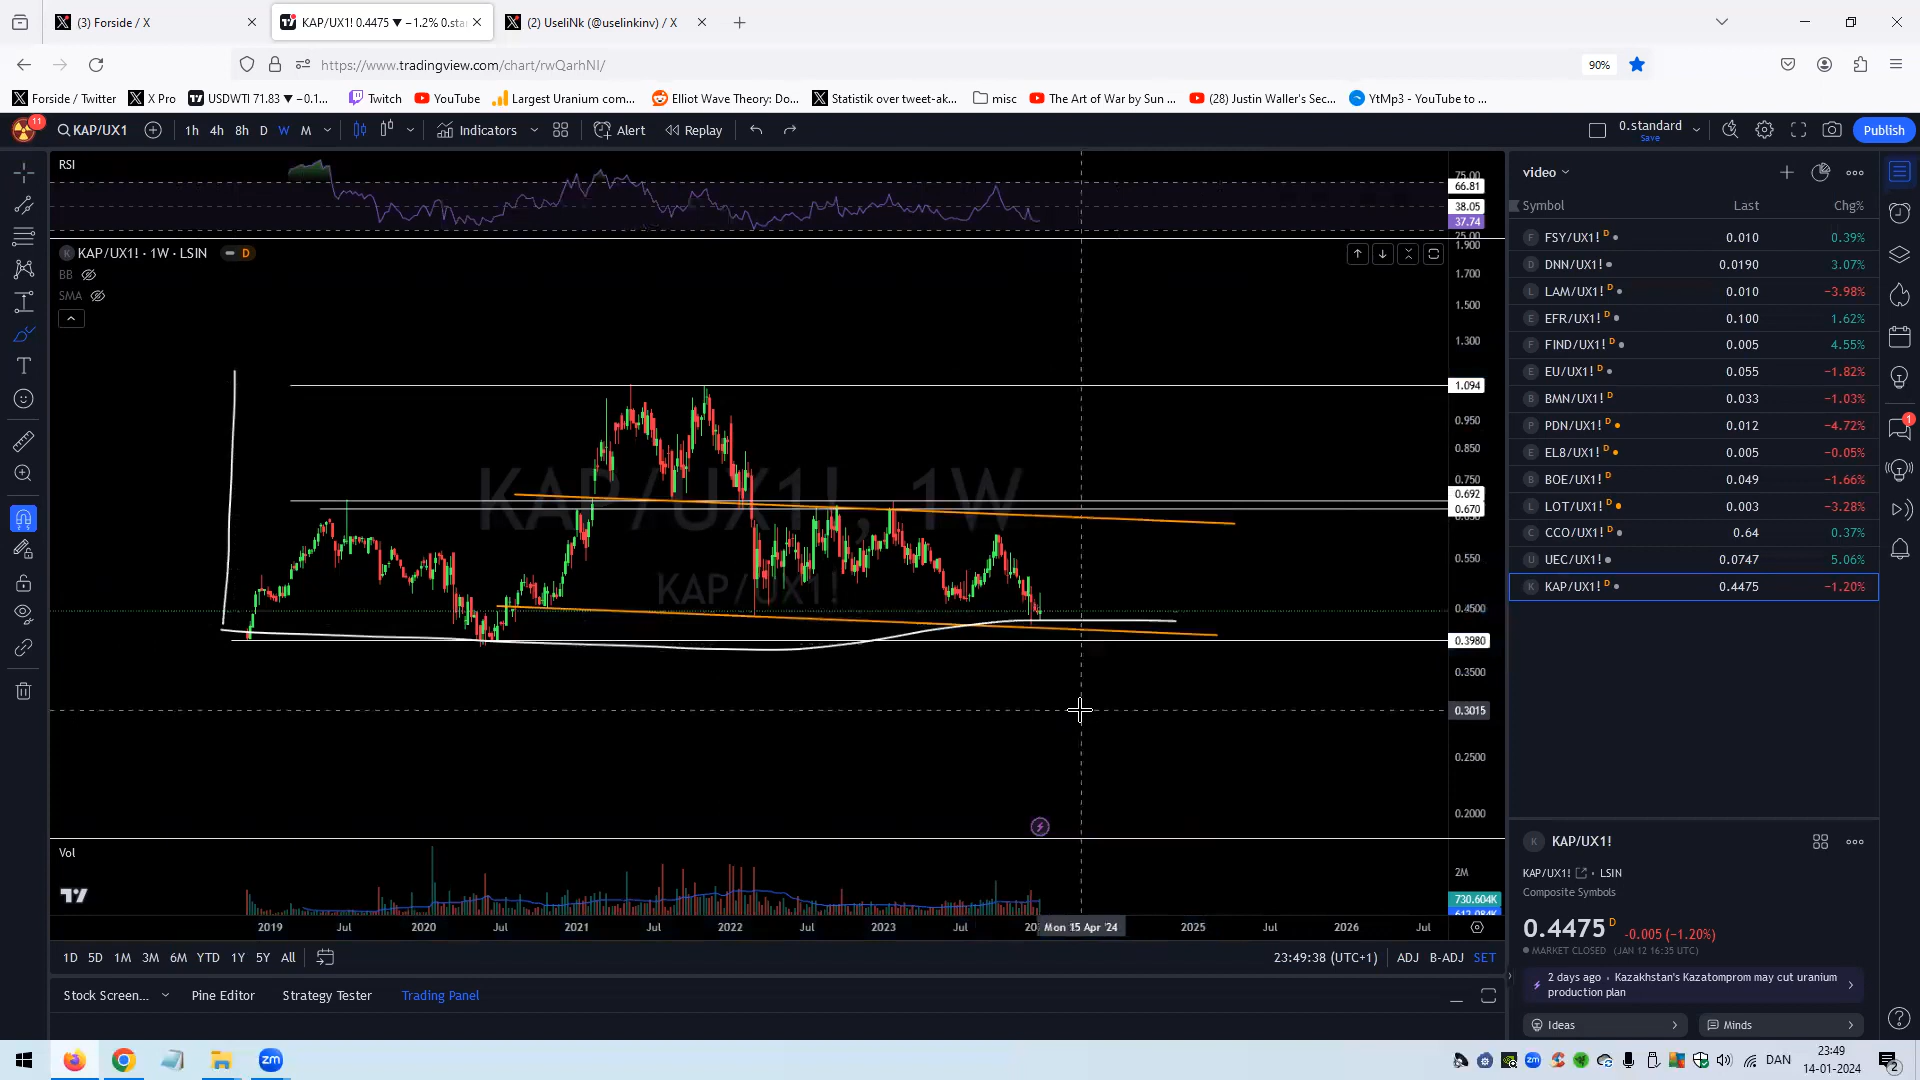 (3) Forside / X
KAP/UX1! 0.4475 ▼ −1.2% 0.sta
(2) UseliNk (@uselinkinv) / X
https://www.tradingview.com/chart/rwQarhNI/
90%
Forside / Twitter
X Pro
USDWTI 71.83 ▼ −0.1...
Twitch
YouTube
Largest Uranium com...
Elliot Wave Theory: Do...
Statistik over tweet-ak...
misc
The Art of War by Sun ...
(28) Justin Waller's Sec...
YtMp3 - YouTube to ...
11
KAP/UX1
1h 4h 8h D W M
Indicators
Alert
Replay
0.standard
Save
Publish
RSI
75.00
66.81
38.05
37.74
25.00
KAP/UX1! · 1W · LSIN
D
BB
SMA
KAP/UX1!, 1W
KAP/UX1!
1.900
1.700
1.500
1.300
1.094
0.950
0.850
0.750
0.692
0.670
0.550
0.4500
0.3980
0.3500
0.3015
0.2500
0.2000
Vol
2M
730.604K
2019 Jul 2020 Jul 2021 Jul 2022 Jul 2023 Jul Mon 15 Apr '24 2025 Jul 2026 Jul
1D 5D 1M 3M 6M YTD 1Y 5Y All
23:49:38 (UTC+1) ADJ B-ADJ SET
Stock Screen... Pine Editor Strategy Tester Trading Panel
video
Symbol Last Chg%
FSY/UX1! D 0.010 0.39%
DNN/UX1! 0.0190 3.07%
LAM/UX1! D 0.010 −3.98%
EFR/UX1! D 0.100 1.62%
FIND/UX1! D 0.005 4.55%
EU/UX1! D 0.055 −1.82%
BMN/UX1! D 0.033 −1.03%
PDN/UX1! D 0.012 −4.72%
EL8/UX1! D 0.005 −0.05%
BOE/UX1! D 0.049 −1.66%
LOT/UX1! D 0.003 −3.28%
CCO/UX1! D 0.64 0.37%
UEC/UX1! 0.0747 5.06%
KAP/UX1! D 0.4475 −1.20%
1
K KAP/UX1!
KAP/UX1! · LSIN
Composite Symbols
0.4475 D -0.005 (−1.20%)
MARKET CLOSED (JAN 12 16:35 UTC)
2 days ago · Kazakhstan's Kazatomprom may cut uranium
production plan
Ideas
Minds
zm
zm
DAN
23:49
14-01-2024
2